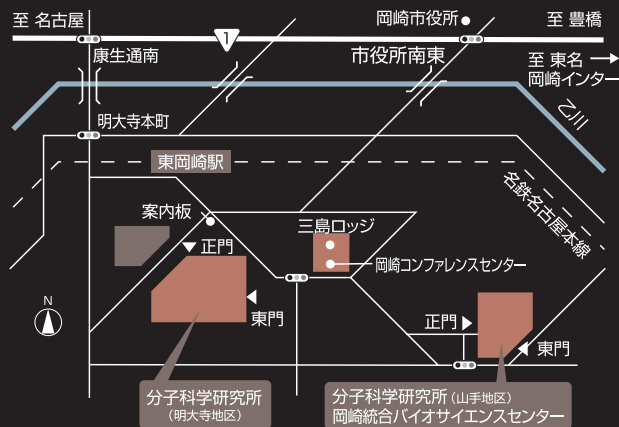 至 名古屋
岡崎市役所
至 豊橋
1
康生通南
市役所南東
至 東名
岡崎インター
乙川
明大寺本町
東岡崎駅
名鉄名古屋本線
案内板
三島ロッジ
正門
岡崎コンファレンスセンター
N
東門
正門
東門
分子科学研究所
(明大寺地区)
分子科学研究所(山手地区)
岡崎統合バイオサイエンスセンター